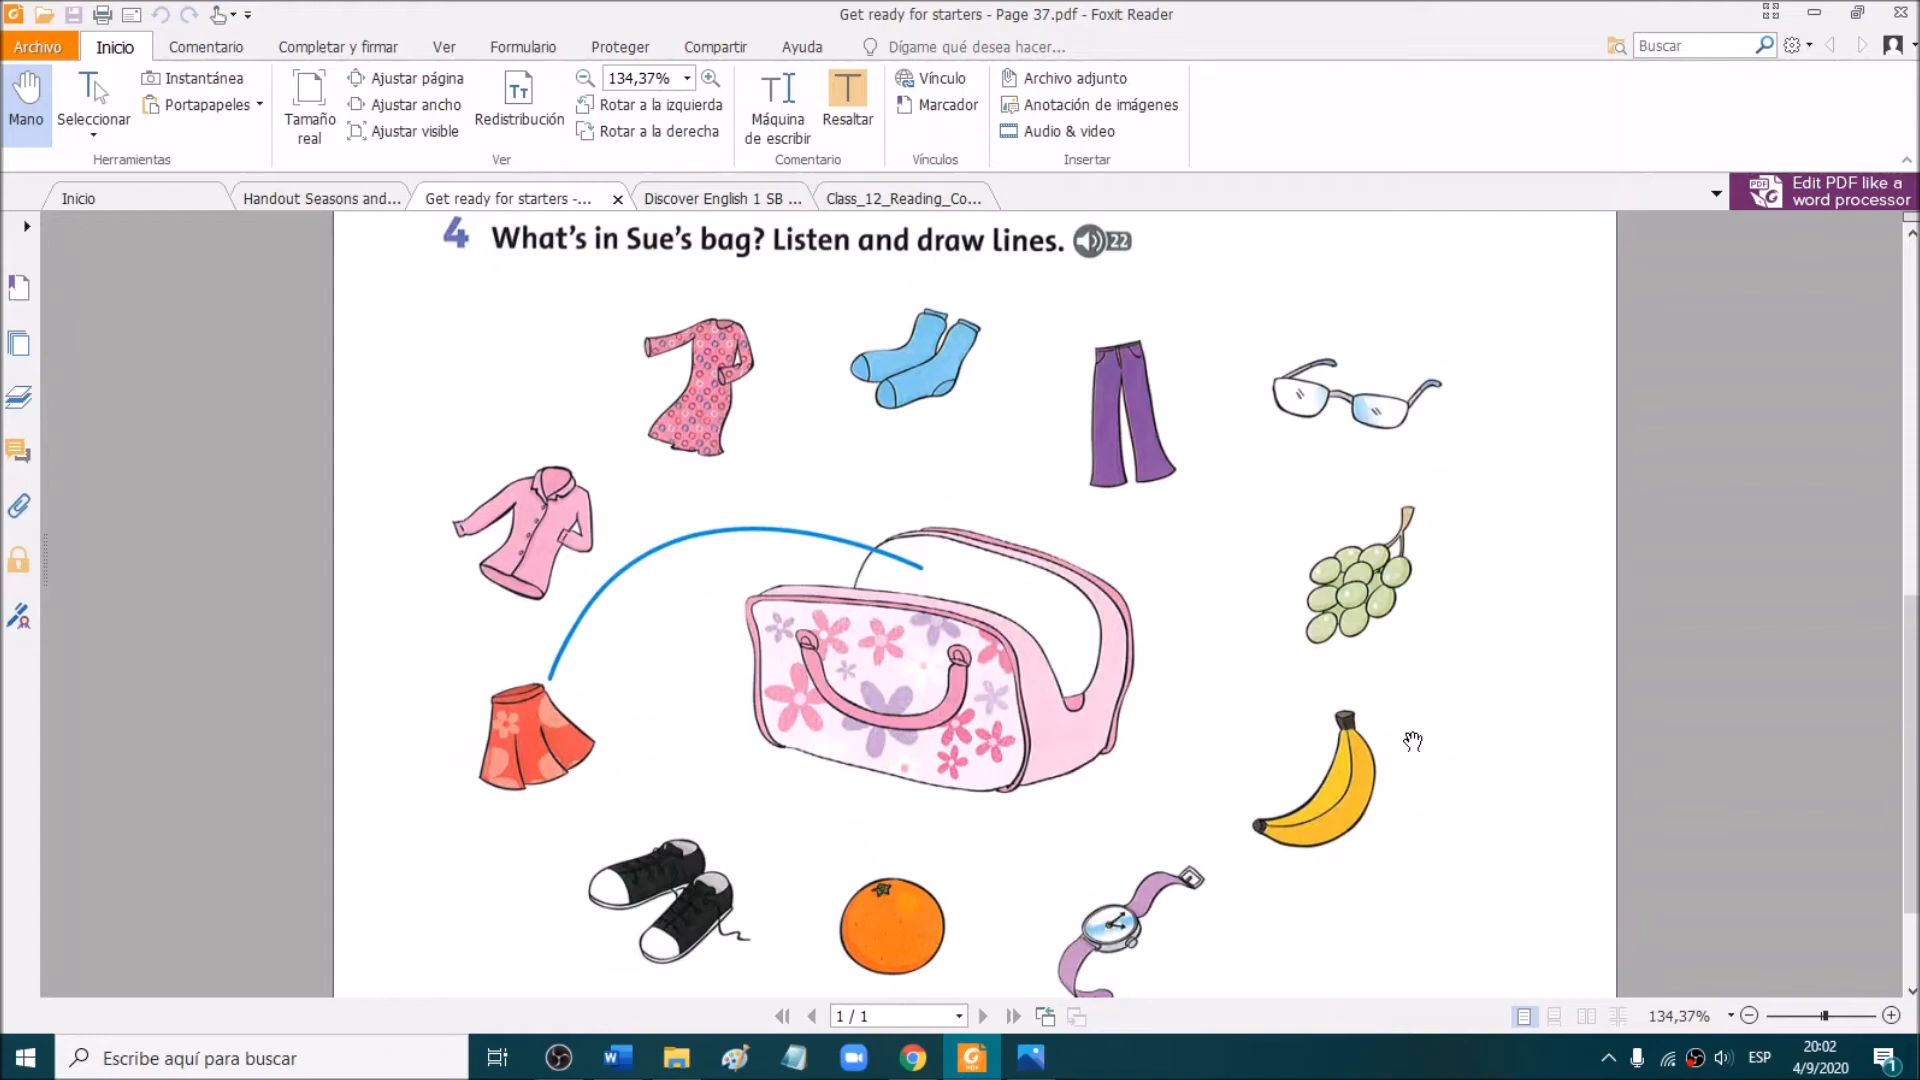 Get ready for starters - Page 37.pdf - Foxit Reader
Archivo
Inicio
Comentario
Completar y firmar
Ver
Formulario
Proteger
Compartir
Ayuda
Dígame qué desea hacer...
Buscar
Mano
Seleccionar
Instantánea
Portapapeles
Herramientas
Tamaño
real
Ajustar página
Ajustar ancho
Ajustar visible
Redistribución
134,37%
Rotar a la izquierda
Rotar a la derecha
Ver
Máquina
de escribir
Resaltar
Comentario
Vínculo
Marcador
Vínculos
Archivo adjunto
Anotación de imágenes
Audio & video
Insertar
Inicio
Handout Seasons and...
Get ready for starters -...
Discover English 1 SB ...
Class_12_Reading_Co...
Edit PDF like a
word processor
4 What's in Sue's bag? Listen and draw lines. 22
1 / 1
134,37%
Escribe aquí para buscar
ESP
20:02
4/9/2020
1